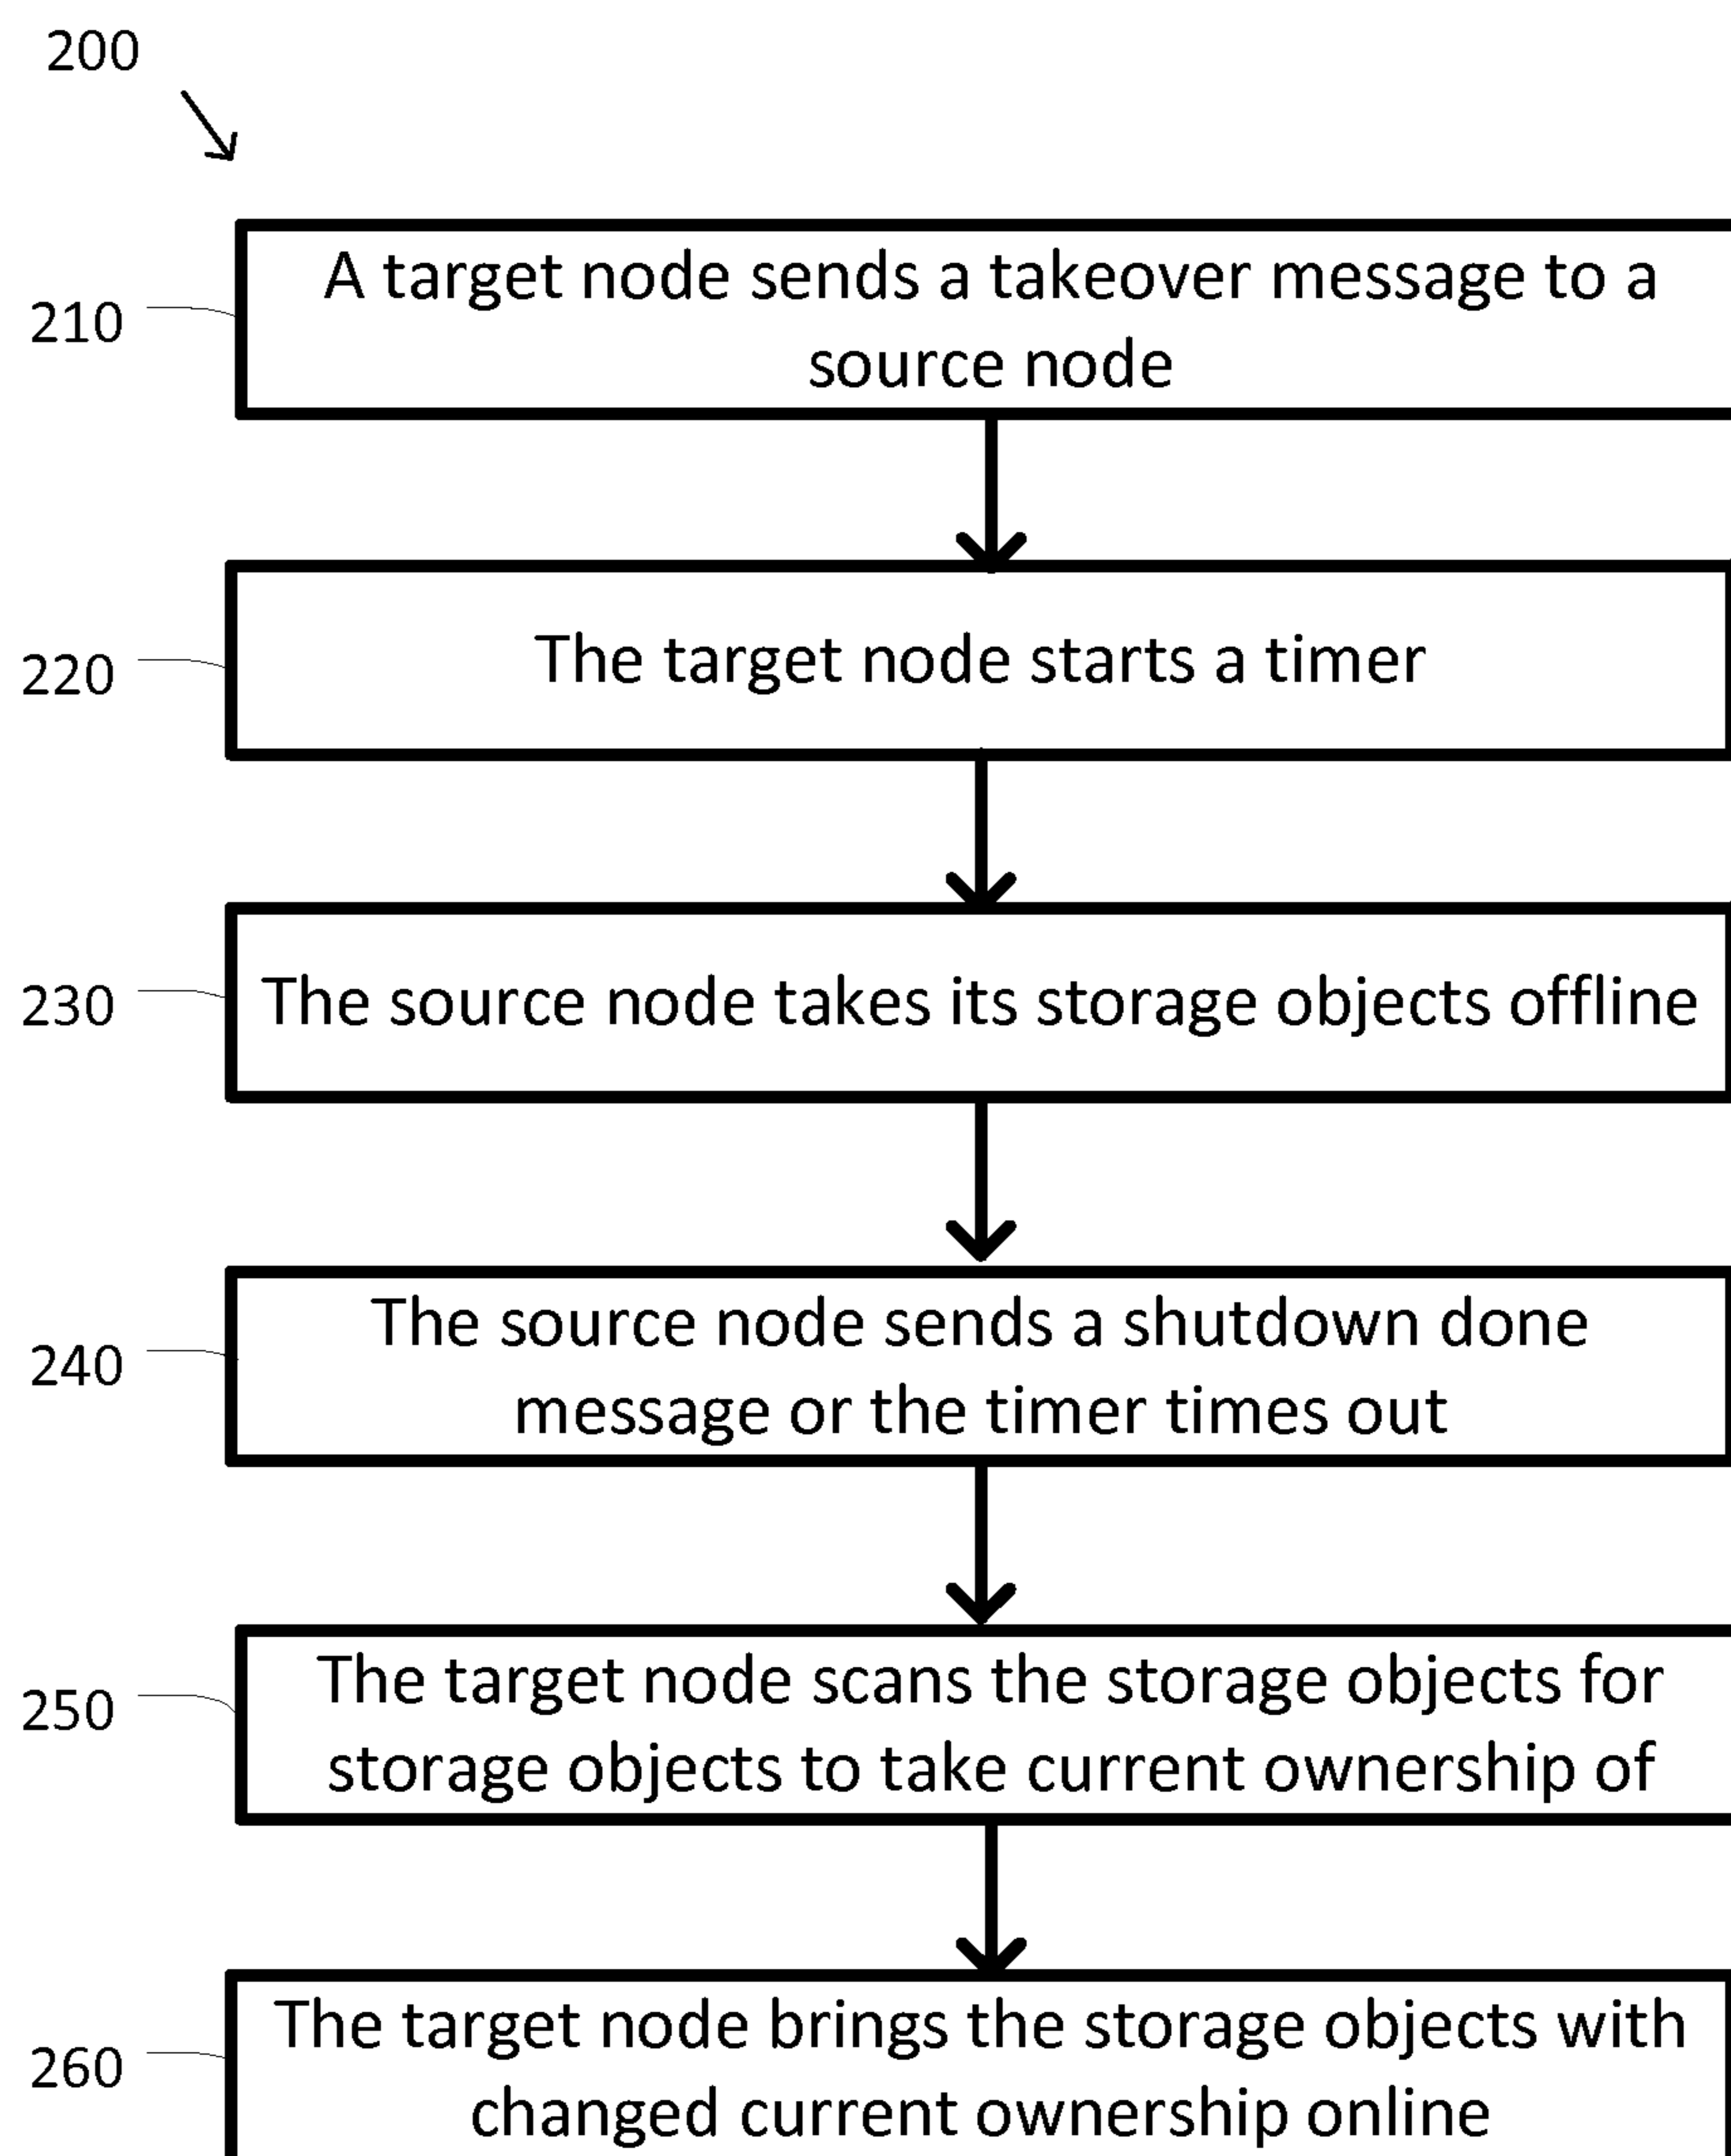 200
210
A target node sends a takeover message to a
source node
220
The target node starts a timer
230
The source node takes its storage objects offline
240
The source node sends a shutdown done
message or the timer times out
250
The target node scans the storage objects for
storage objects to take current ownership of
260
The target node brings the storage objects with
changed current ownership online